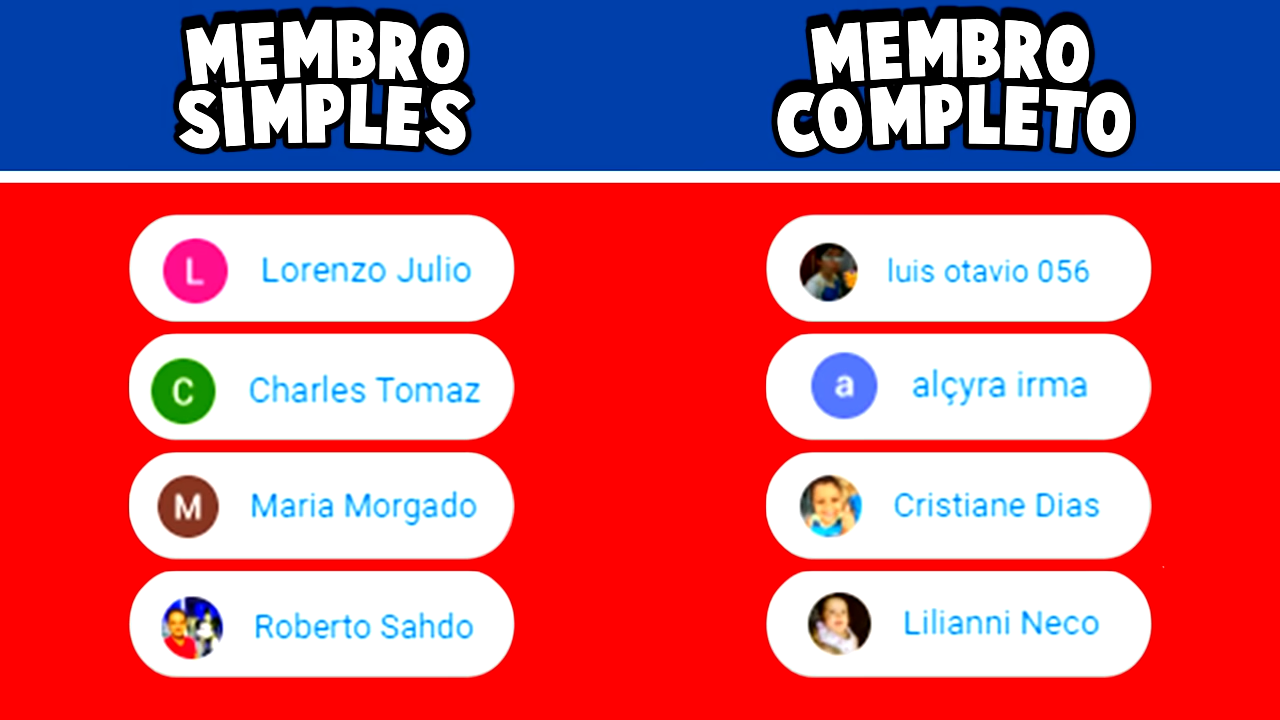 MEMBRO
SIMPLES
L Lorenzo Julio
C Charles Tomaz
M Maria Morgado
Roberto Sahdo
MEMBRO
COMPLETO
luis otavio 056
a alçyra irma
Cristiane Dias
Lilianni Neco